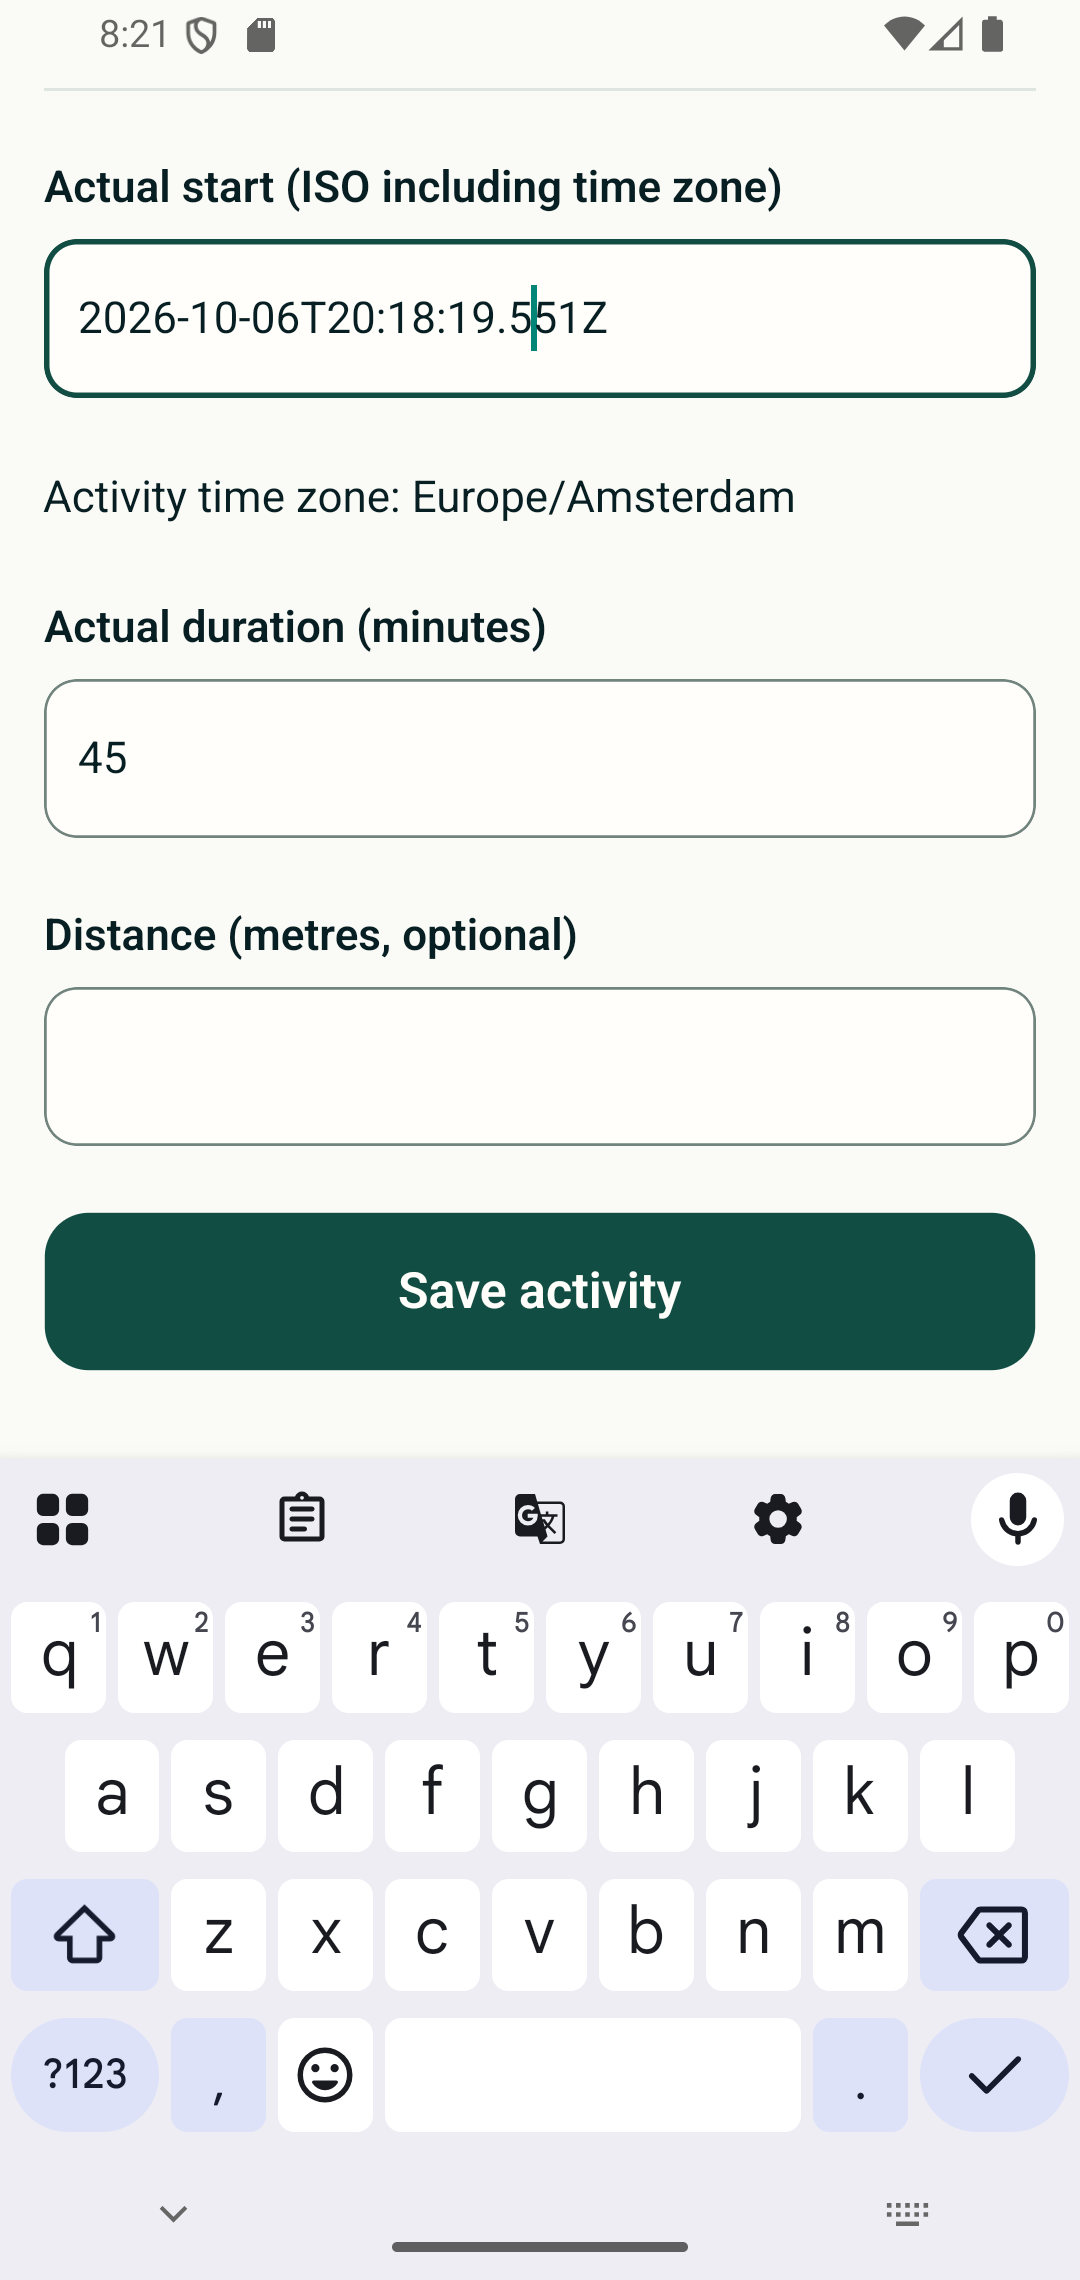 8:21
Actual start (ISO including time zone)
2026-10-06T20:18:19.551Z
Activity time zone: Europe/Amsterdam
Actual duration (minutes)
45
Distance (metres, optional)
Save activity
q1 w2 e3 r4 t5 y6 u7 i8 o9 p0
a s d f g h j k l
z x c v b n m
?123 , .